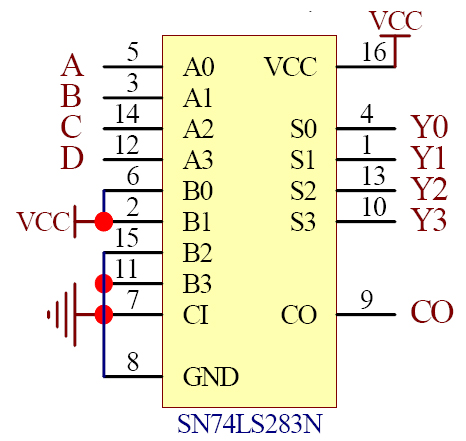 VCC
A 5 A0 VCC 16
B 3 A1
C 14 A2 S0 4 Y0
D 12 A3 S1 1 Y1
6 B0 S2 13 Y2
VCC 2 B1 S3 10 Y3
15 B2
11 B3
7 CI CO 9 CO
8 GND
SN74LS283N